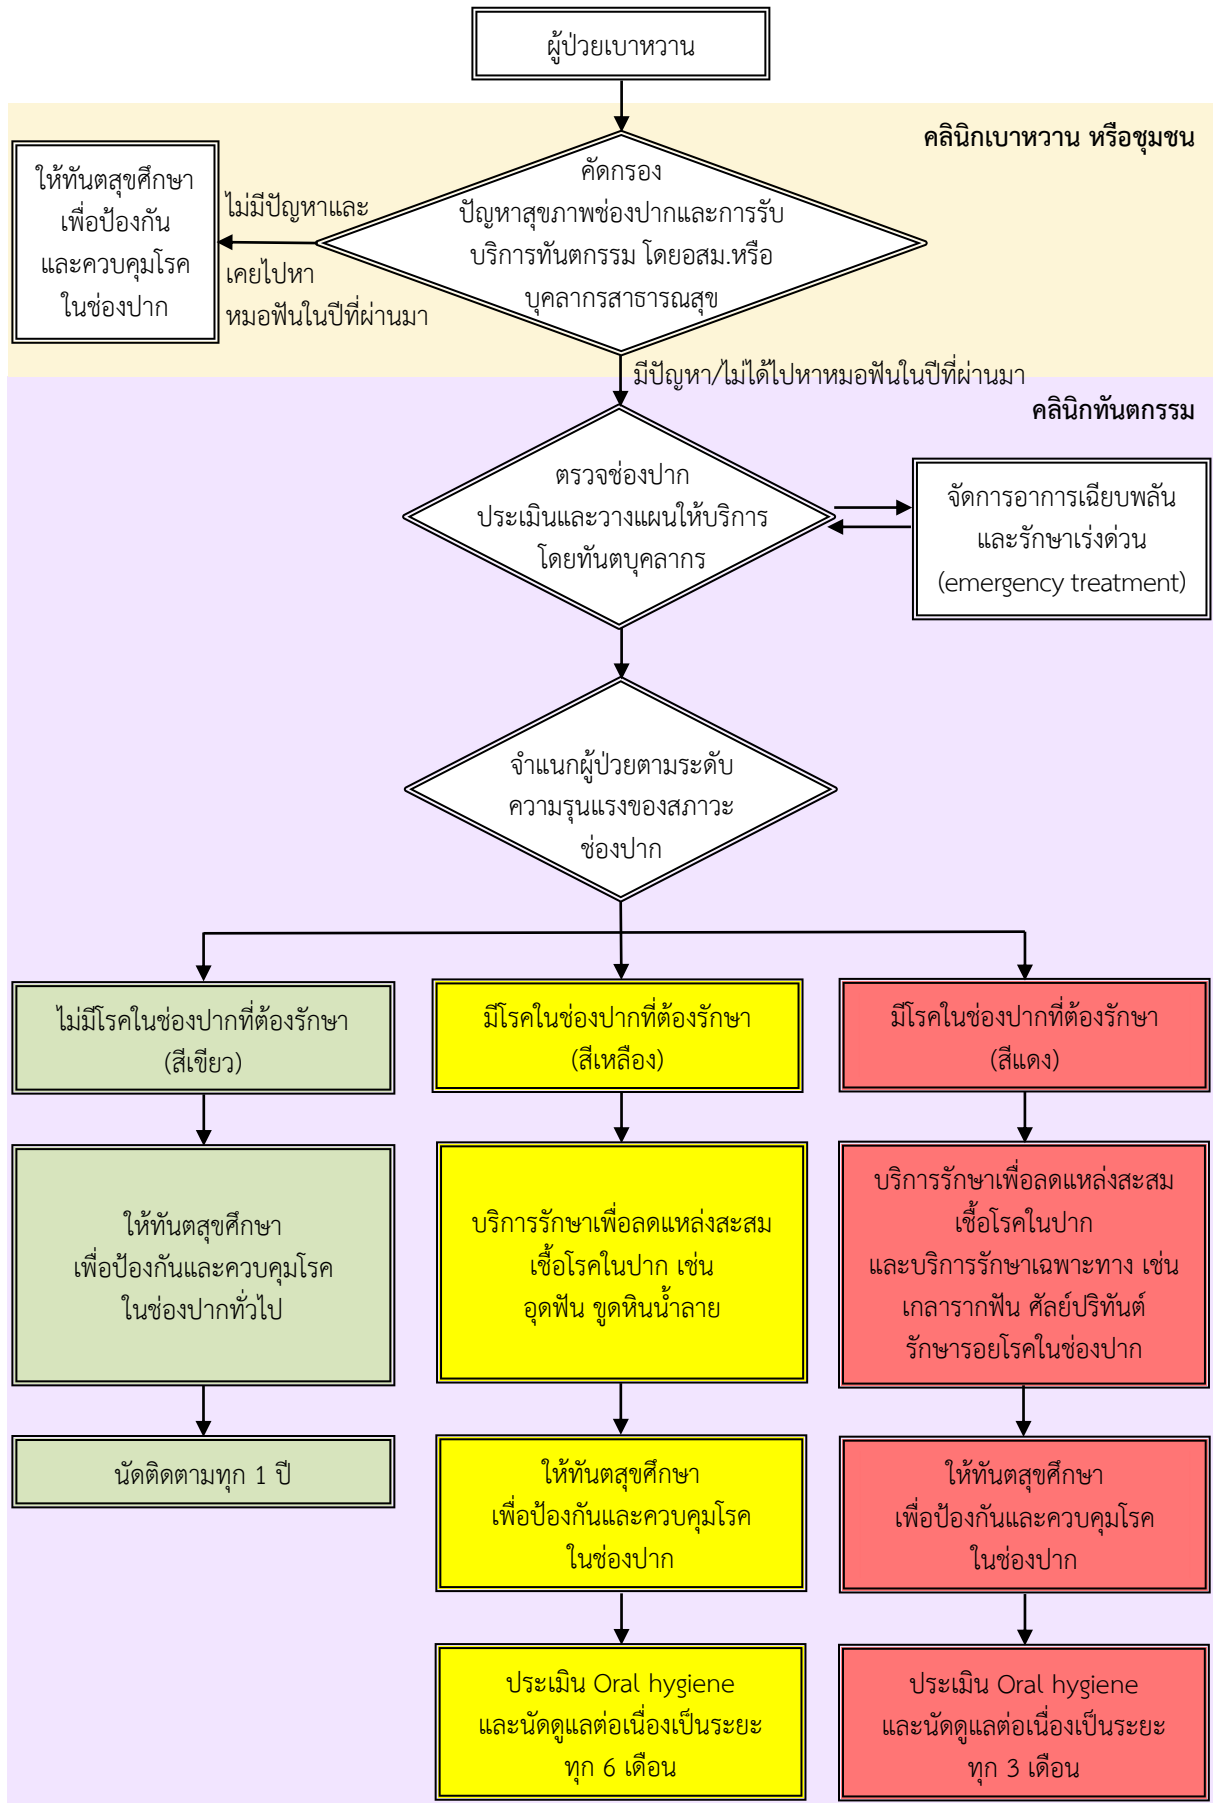 ผู้ป่วยเบาหวาน
คลินิกเบาหวาน หรือชุมชน
คัดกรอง
ปัญหาสุขภาพช่องปากและการรับ
บริการทันตกรรม โดยอสม.หรือ
บุคลากรสาธารณสุข
ไม่มีปัญหาและ
เคยไปหา
หมอฟันในปีที่ผ่านมา
ให้ทันตสุขศึกษา
เพื่อป้องกัน
และควบคุมโรค
ในช่องปาก
มีปัญหา/ไม่ได้ไปหาหมอฟันในปีที่ผ่านมา
คลินิกทันตกรรม
ตรวจช่องปาก
ประเมินและวางแผนให้บริการ
โดยทันตบุคลากร
จัดการอาการเฉียบพลัน
และรักษาเร่งด่วน
(emergency treatment)
จำแนกผู้ป่วยตามระดับ
ความรุนแรงของสภาวะ
ช่องปาก
ไม่มีโรคในช่องปากที่ต้องรักษา
(สีเขียว)
ให้ทันตสุขศึกษา
เพื่อป้องกันและควบคุมโรค
ในช่องปากทั่วไป
นัดติดตามทุก 1 ปี
มีโรคในช่องปากที่ต้องรักษา
(สีเหลือง)
บริการรักษาเพื่อลดแหล่งสะสม
เชื้อโรคในปาก เช่น
อุดฟัน ขูดหินน้ำลาย
ให้ทันตสุขศึกษา
เพื่อป้องกันและควบคุมโรค
ในช่องปาก
ประเมิน Oral hygiene
และนัดดูแลต่อเนื่องเป็นระยะ
ทุก 6 เดือน
มีโรคในช่องปากที่ต้องรักษา
(สีแดง)
บริการรักษาเพื่อลดแหล่งสะสม
เชื้อโรคในปาก
และบริการรักษาเฉพาะทาง เช่น
เกลารากฟัน ศัลย์ปริทันต์
รักษารอยโรคในช่องปาก
ให้ทันตสุขศึกษา
เพื่อป้องกันและควบคุมโรค
ในช่องปาก
ประเมิน Oral hygiene
และนัดดูแลต่อเนื่องเป็นระยะ
ทุก 3 เดือน